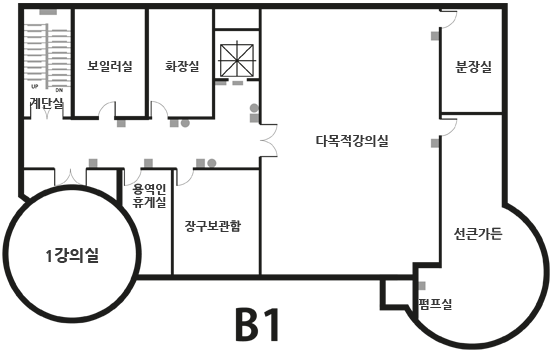 보일러실
화장실
분장실
UP
DN
계단실
다목적강의실
용역인
휴게실
장구보관함
선큰가든
1강의실
펌프실
B1